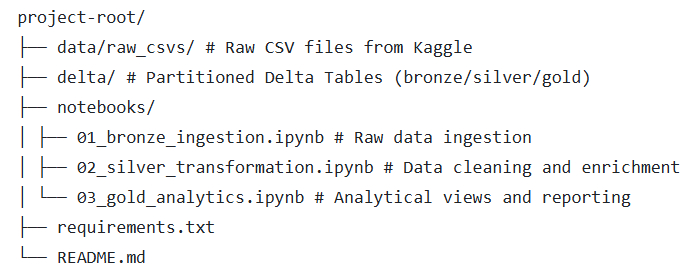 project-root/
├── data/raw_csvs/ # Raw CSV files from Kaggle
├── delta/ # Partitioned Delta Tables (bronze/silver/gold)
├── notebooks/
│ ├── 01_bronze_ingestion.ipynb # Raw data ingestion
│ ├── 02_silver_transformation.ipynb # Data cleaning and enrichment
│ └── 03_gold_analytics.ipynb # Analytical views and reporting
├── requirements.txt
└── README.md